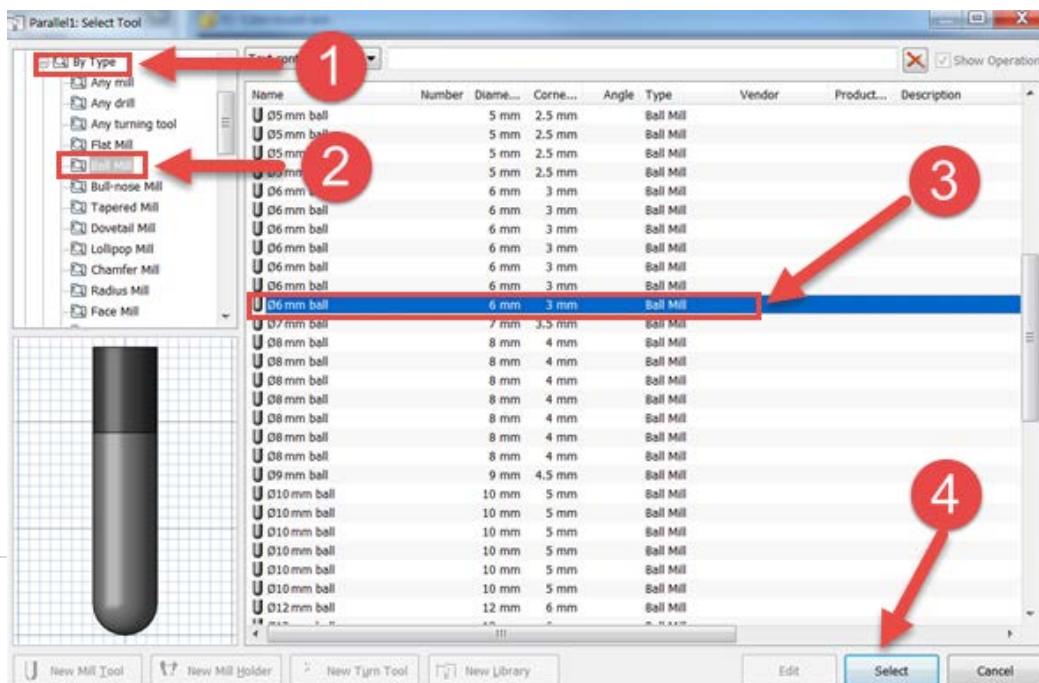 Parallel1: Select Tool
By Type
Any mill
Any drill
Any turning tool
Flat Mill
Ball Mill
Bull-nose Mill
Tapered Mill
Dovetail Mill
Lollipop Mill
Chamfer Mill
Radius Mill
Face Mill
1
2
3
4
Show Operation
Name Number Diame... Corne... Angle Type Vendor Product... Description
Ø5 mm ball 5 mm 2.5 mm Ball Mill
Ø5 mm ball 5 mm 2.5 mm Ball Mill
Ø5 mm 5 mm 2.5 mm Ball Mill
5 mm 2.5 mm Ball Mill
Ø6 mm 6 mm 3 mm Ball Mill
Ø6 mm ball 6 mm 3 mm Ball Mill
Ø6 mm ball 6 mm 3 mm Ball Mill
Ø6 mm ball 6 mm 3 mm Ball Mill
Ø6 mm ball 6 mm 3 mm Ball Mill
Ø6 mm ball 6 mm 3 mm Ball Mill
Ø6 mm ball 6 mm 3 mm Ball Mill
Ø7 mm ball 7 mm 3.5 mm Ball Mill
Ø8 mm ball 8 mm 4 mm Ball Mill
Ø8 mm ball 8 mm 4 mm Ball Mill
Ø8 mm ball 8 mm 4 mm Ball Mill
Ø8 mm ball 8 mm 4 mm Ball Mill
Ø8 mm ball 8 mm 4 mm Ball Mill
Ø8 mm ball 8 mm 4 mm Ball Mill
Ø8 mm ball 8 mm 4 mm Ball Mill
Ø9 mm ball 9 mm 4.5 mm Ball Mill
Ø10 mm ball 10 mm 5 mm Ball Mill
Ø10 mm ball 10 mm 5 mm Ball Mill
Ø10 mm ball 10 mm 5 mm Ball Mill
Ø10 mm ball 10 mm 5 mm Ball Mill
Ø10 mm ball 10 mm 5 mm Ball Mill
Ø10 mm ball 10 mm 5 mm Ball Mill
Ø12 mm ball 12 mm 6 mm Ball Mill
New Mill Tool New Mill Holder New Turn Tool New Library Edit Select Cancel